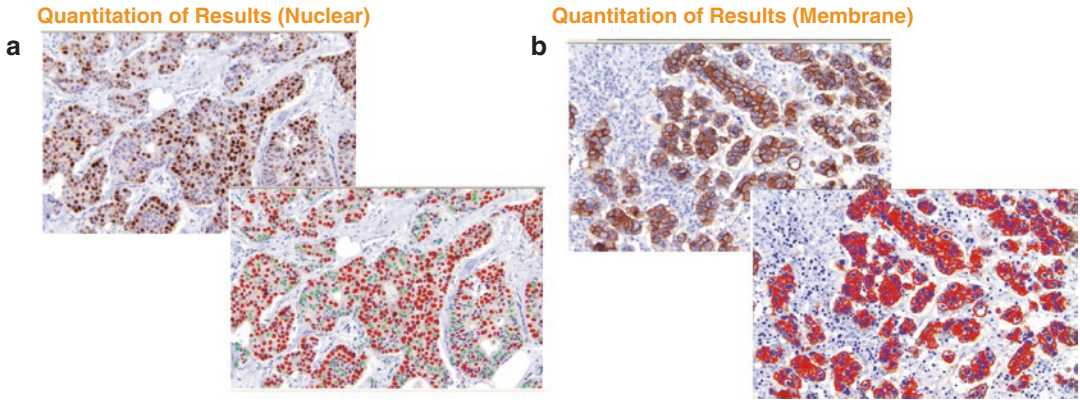 Quantitation of Results (Nuclear)
a
Quantitation of Results (Membrane)
b